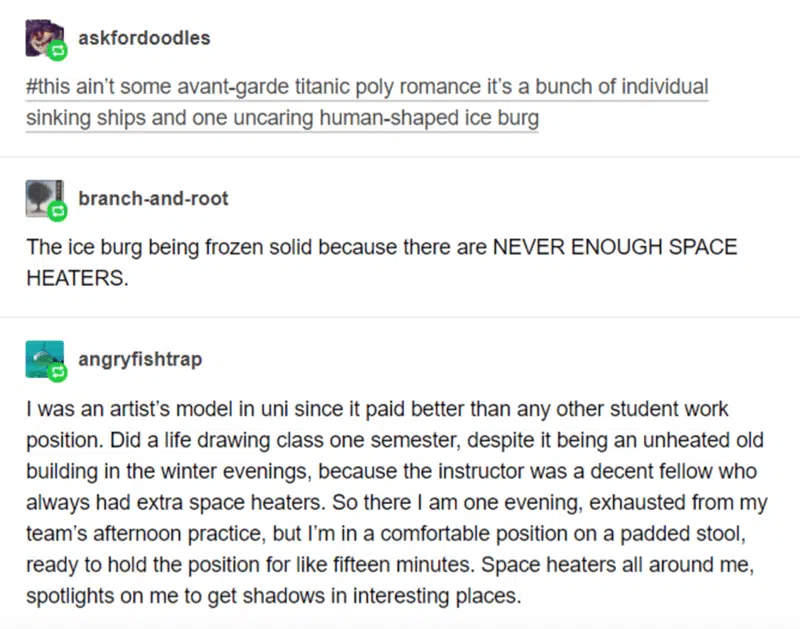 askfordoodles
#this ain't some avant-garde titanic poly romance it's a bunch of individual
sinking ships and one uncaring human-shaped ice burg
branch-and-root
The ice burg being frozen solid because there are NEVER ENOUGH SPACE
HEATERS.
angryfishtrap
I was an artist's model in uni since it paid better than any other student work
position. Did a life drawing class one semester, despite it being an unheated old
building in the winter evenings, because the instructor was a decent fellow who
always had extra space heaters. So there I am one evening, exhausted from my
team's afternoon practice, but I'm in a comfortable position on a padded stool,
ready to hold the position for like fifteen minutes. Space heaters all around me,
spotlights on me to get shadows in interesting places.